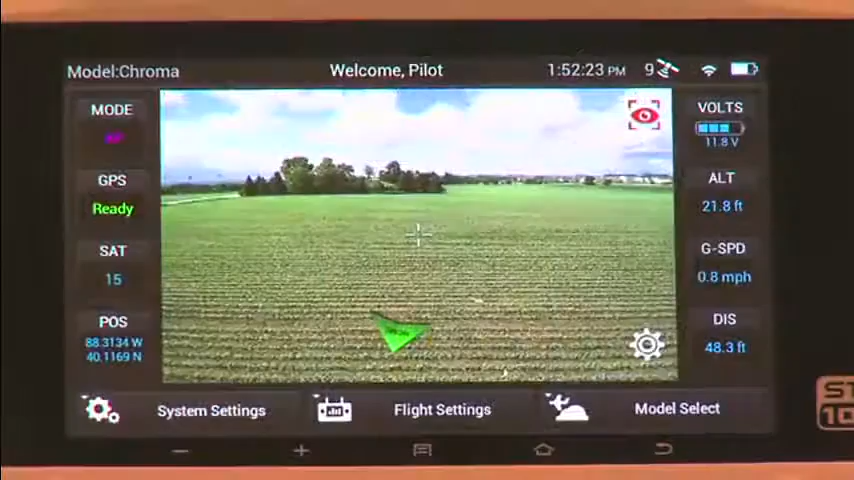 Model:Chroma
Welcome, Pilot
1:52:23 PM
9
MODE
GPS
Ready
SAT
15
POS
88.3134 W
40.1169 N
VOLTS
11.8 V
ALT
21.8 ft
G-SPD
0.8 mph
DIS
48.3 ft
System Settings
Flight Settings
Model Select
ST
10